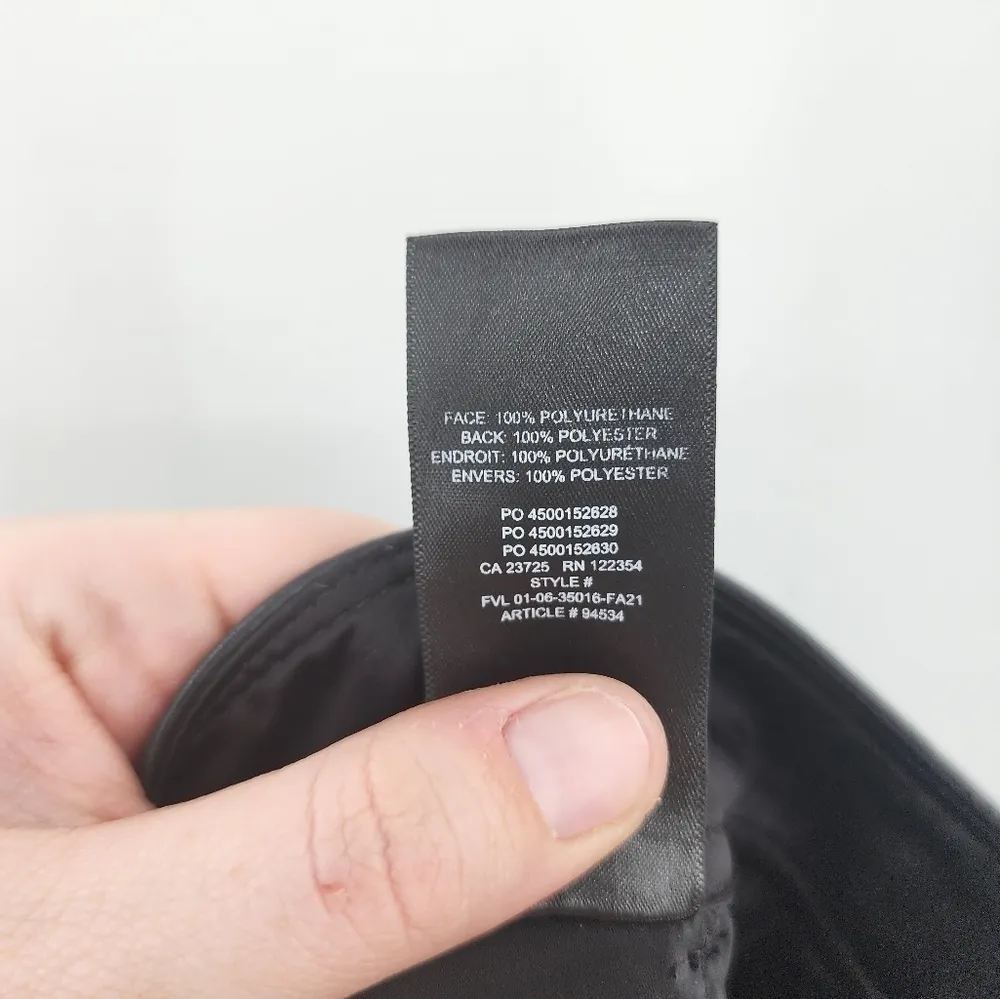 FACE: 100% POLYURETHANE
BACK: 100% POLYESTER
ENDROIT: 100% POLYURÉTHANE
ENVERS: 100% POLYESTER
PO 4500152628
PO 4500152629
PO 4500152630
CA 23725 RN 122354
STYLE #
FVL 01-06-35016-FA21
ARTICLE # 94534